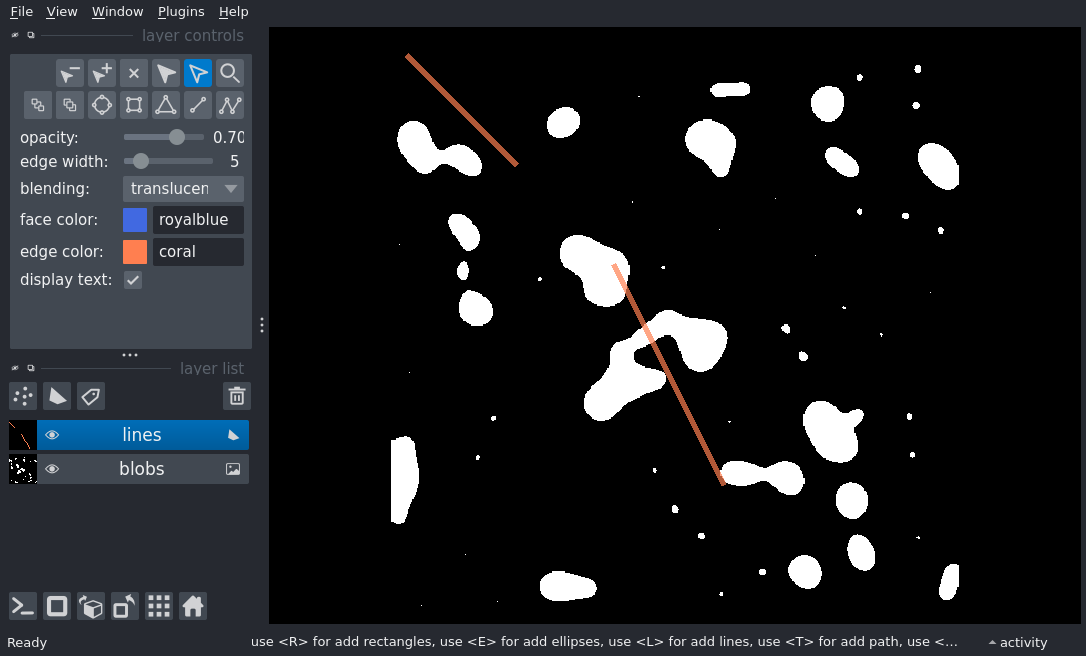 File View Window Plugins Help
layer controls
opacity: 0.70
edge width: 5
blending: translucen
face color: royalblue
edge color: coral
display text:
layer list
lines
blobs
Ready use <R> for add rectangles, use <E> for add ellipses, use <L> for add lines, use <T> for add path, use <... activity